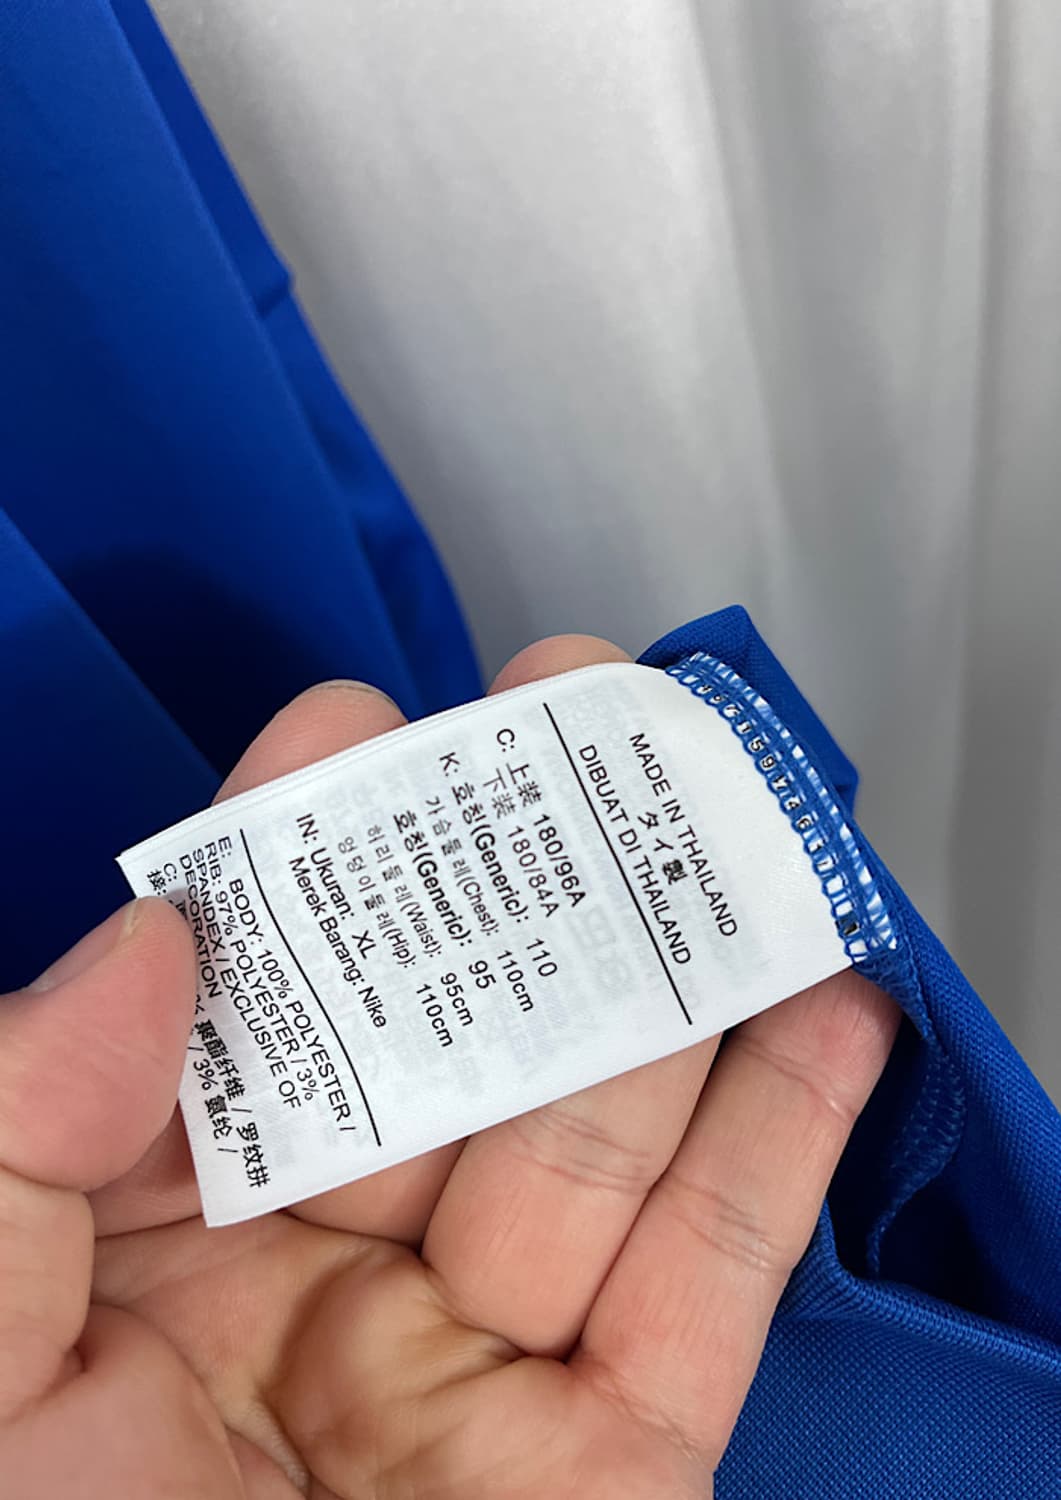 MADE IN THAILAND
タイ製
DIBUAT DI THAILAND
C: 上装 180/96A
下装 180/84A
K: 호칭(Generic): 110
가슴둘레(Chest): 110cm
호칭(Generic): 95
허리둘레(Waist): 95cm
엉덩이둘레(Hip): 110cm
IN: Ukuran: XL
Merek Barang: Nike
E: BODY: 100% POLYESTER /
RIB: 97% POLYESTER / 3%
SPANDEX / EXCLUSIVE OF
DECORATION
C: % 聚酯纤维 / 罗纹拼
接: / 3% 氨纶 /